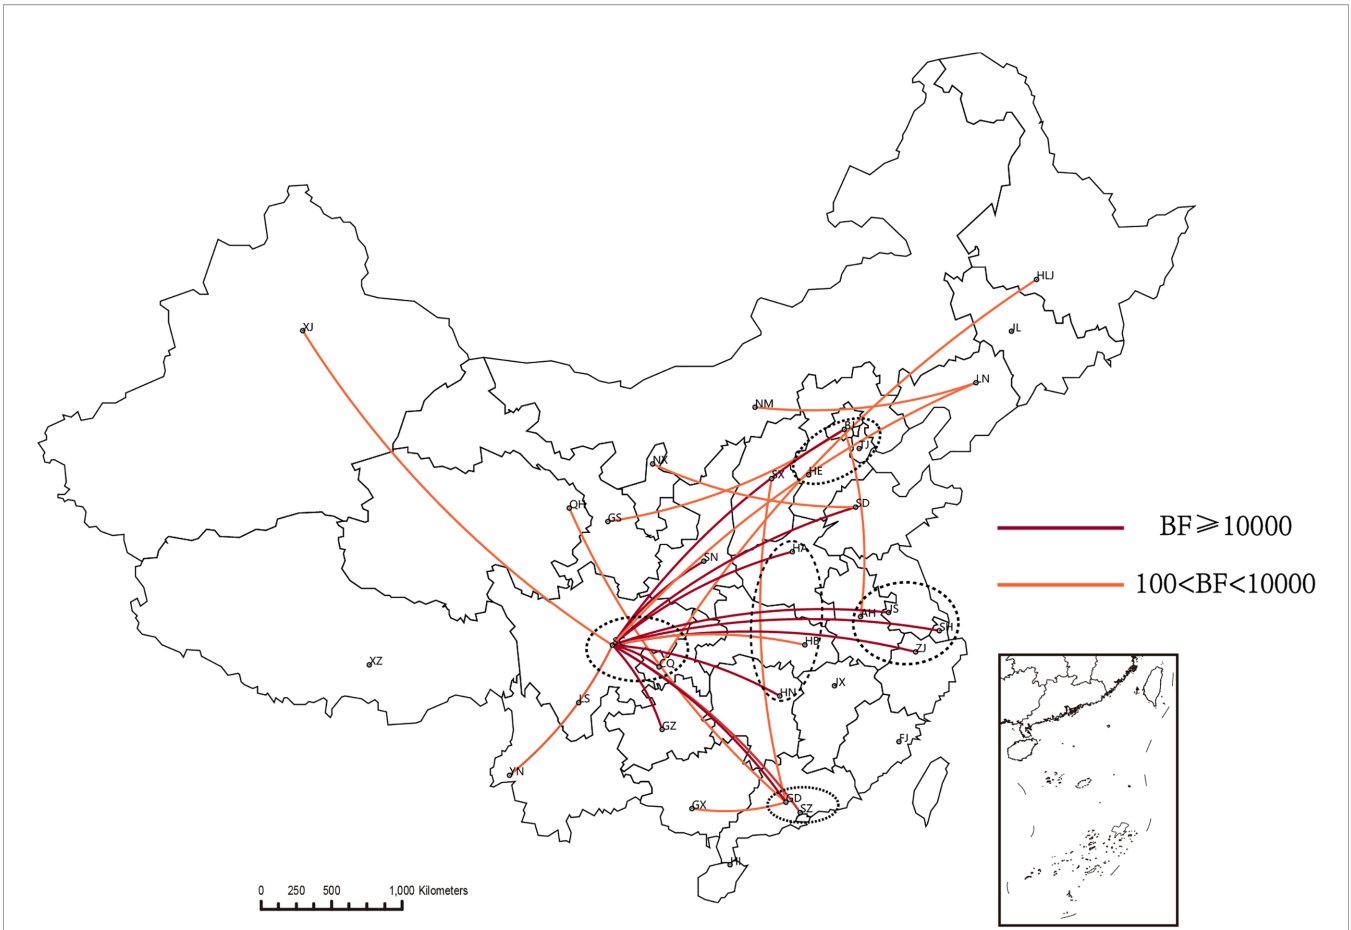 HLJ
XJ
JL
LN
NM
BJ
TJ
NX
HE
SX
QH
SD
GS
HA
SN
AH
JS
SH
HB
ZJ
CQ
XZ
JX
HN
LS
GZ
FJ
YN
GD
GX
SZ
HI
BF⩾10000
100<BF<10000
0 250 500 1,000 Kilometers